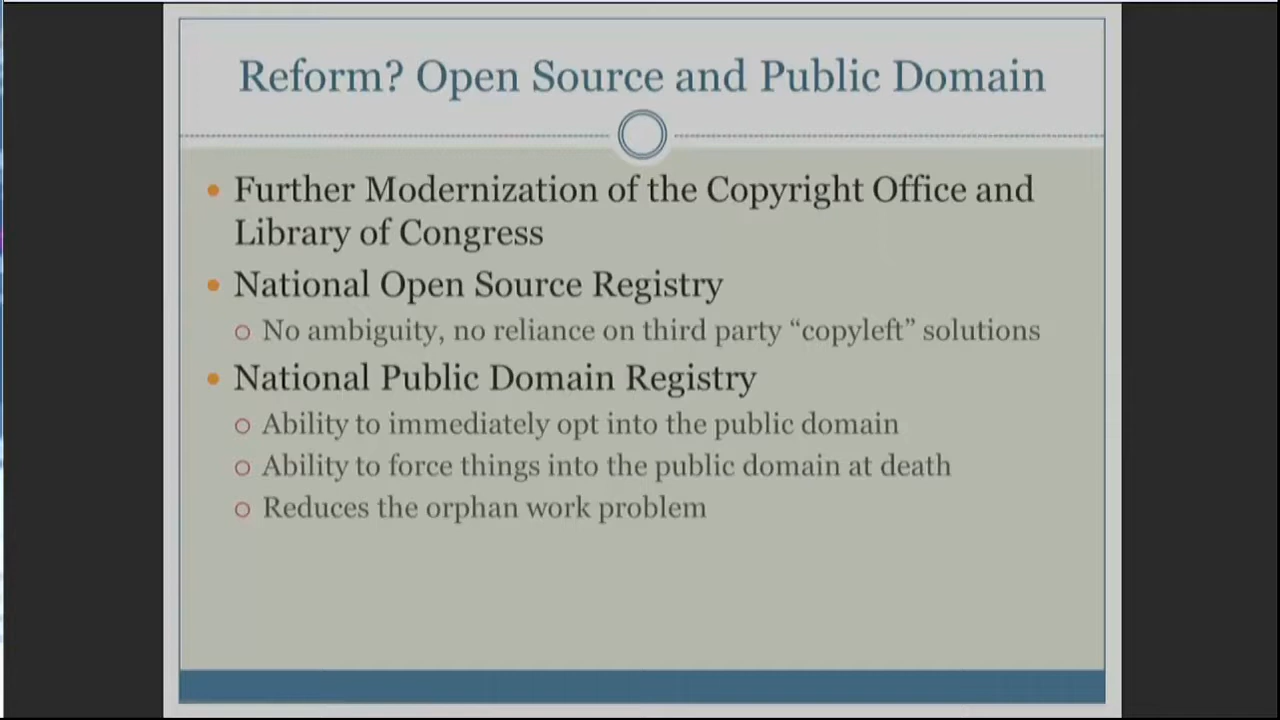 Reform? Open Source and Public Domain
Further Modernization of the Copyright Office and
Library of Congress
National Open Source Registry
No ambiguity, no reliance on third party “copyleft” solutions
National Public Domain Registry
Ability to immediately opt into the public domain
Ability to force things into the public domain at death
Reduces the orphan work problem